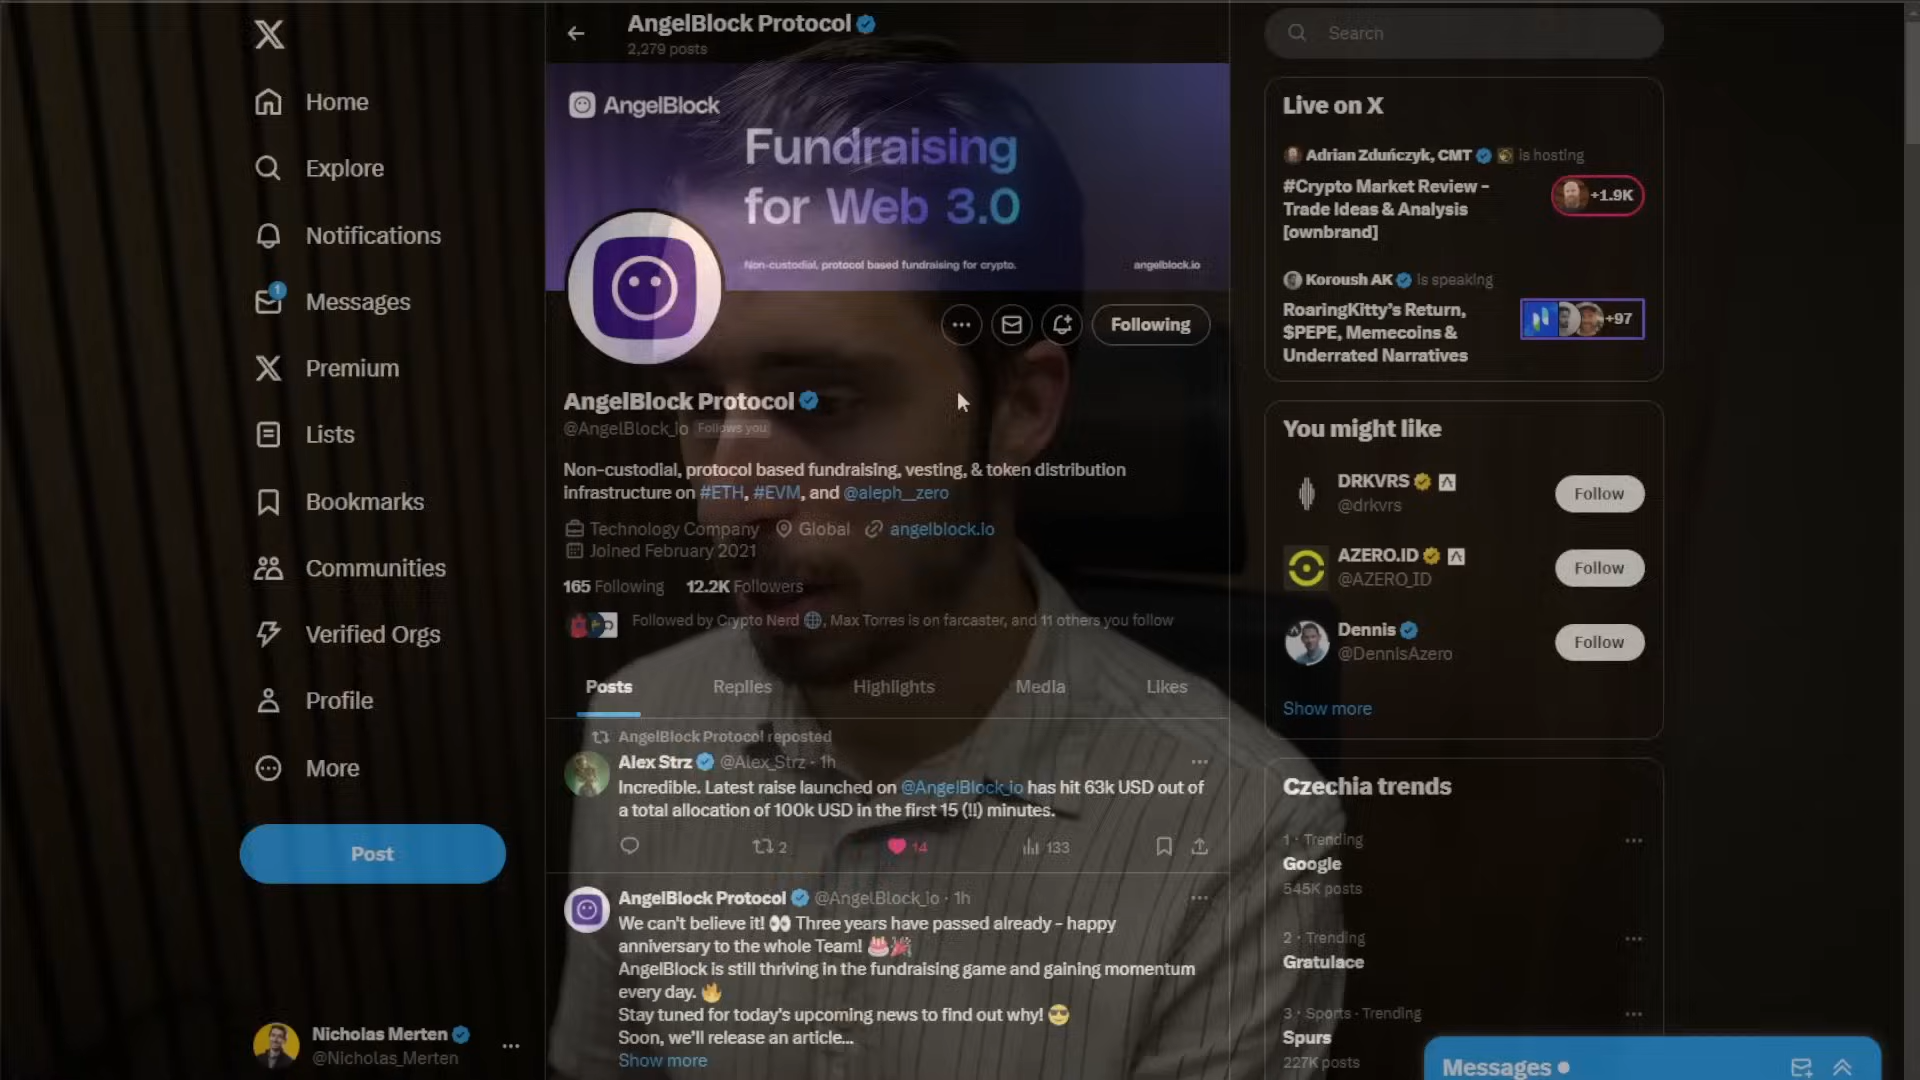 Home
Explore
Notifications
1
Messages
Premium
Lists
Bookmarks
Communities
Verified Orgs
Profile
More
Post
Nicholas Merten
@Nicholas_Merten
AngelBlock Protocol
2,279 posts
AngelBlock
Fundraising
for Web 3.0
Non-custodial, protocol based fundraising for crypto.
angelblock.io
Following
AngelBlock Protocol
@AngelBlock_io Follows you
Non-custodial, protocol based fundraising, vesting, & token distribution
infrastructure on #ETH, #EVM, and @aleph__zero
Technology Company Global angelblock.io
Joined February 2021
165 Following 12.2K Followers
Followed by Crypto Nerd 🌐, Max Torres is on farcaster, and 11 others you follow
Posts Replies Highlights Media Likes
AngelBlock Protocol reposted
Alex Strz @Alex_Strz · 1h
Incredible. Latest raise launched on @AngelBlock_io has hit 63k USD out of
a total allocation of 100k USD in the first 15 (!!) minutes.
2 14 133
AngelBlock Protocol @AngelBlock_io · 1h
We can't believe it! 👀 Three years have passed already - happy
anniversary to the whole Team! 🎂🎉
AngelBlock is still thriving in the fundraising game and gaining momentum
every day. 🔥
Stay tuned for today's upcoming news to find out why! 😎
Soon, we'll release an article...
Show more
Search
Live on X
Adrian Zduńczyk, CMT is hosting
#Crypto Market Review -
Trade Ideas & Analysis
[ownbrand]
+1.9K
Koroush AK is speaking
RoaringKitty's Return,
$PEPE, Memecoins &
Underrated Narratives
+97
You might like
DRKVRS
@drkvrs
Follow
AZERO.ID
@AZERO_ID
Follow
Dennis
@DennisAzero
Follow
Show more
Czechia trends
1 · Trending
Google
545K posts
2 · Trending
Gratulace
3 · Sports · Trending
Spurs
227K posts
Messages